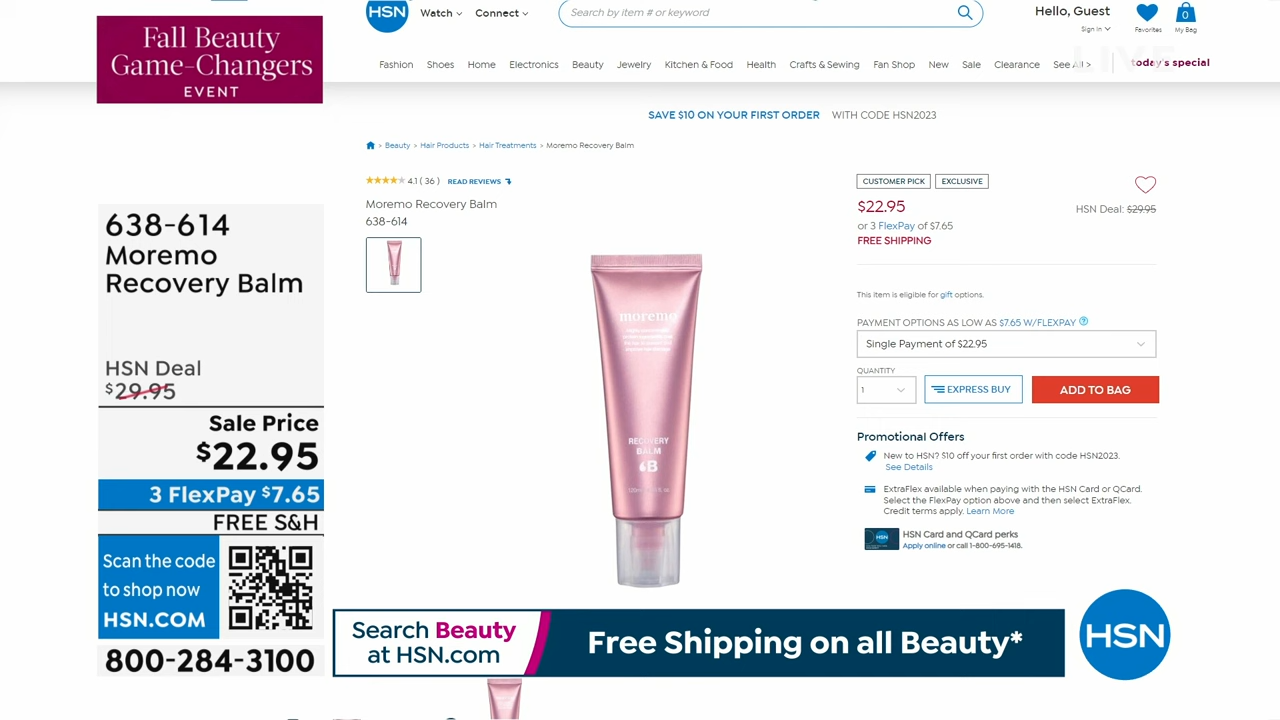 Fall Beauty
Game-Changers
EVENT
638-614
Moremo
Recovery Balm
HSN Deal
$29.95
Sale Price
$22.95
3 FlexPay $7.65
FREE S&H
Scan the code
to shop now
HSN.COM
800-284-3100
HSN
Watch
Connect
Search by item # or keyword
Hello, Guest
Sign In
Favorites
0
My Bag
LIVE
Fashion Shoes Home Electronics Beauty Jewelry Kitchen & Food Health Crafts & Sewing Fan Shop New Sale Clearance See All > today's special
SAVE $10 ON YOUR FIRST ORDER WITH CODE HSN2023
> Beauty > Hair Products > Hair Treatments > Moremo Recovery Balm
4.1 ( 36 ) READ REVIEWS
Moremo Recovery Balm
638-614
moremo
RECOVERY
BALM
B
CUSTOMER PICK EXCLUSIVE
$22.95
HSN Deal: $29.95
or 3 FlexPay of $7.65
FREE SHIPPING
This item is eligible for gift options.
PAYMENT OPTIONS AS LOW AS $7.65 W/FLEXPAY ?
Single Payment of $22.95
QUANTITY
1
EXPRESS BUY
ADD TO BAG
Promotional Offers
New to HSN? $10 off your first order with code HSN2023.
See Details
ExtraFlex available when paying with the HSN Card or QCard.
Select the FlexPay option above and then select ExtraFlex.
Credit terms apply. Learn More
HSN
HSN Card and QCard perks
Apply online or call 1-800-695-1418.
Search Beauty
at HSN.com
Free Shipping on all Beauty*
HSN